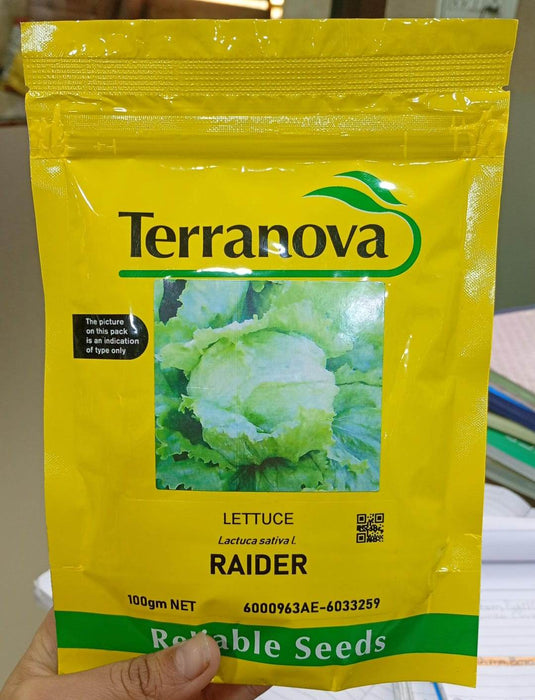 Terranova
The picture
on this pack
is an indication
of type only
LETTUCE
Lactuca sativa l.
RAIDER
100gm NET 6000963AE-6033259
Reliable Seeds